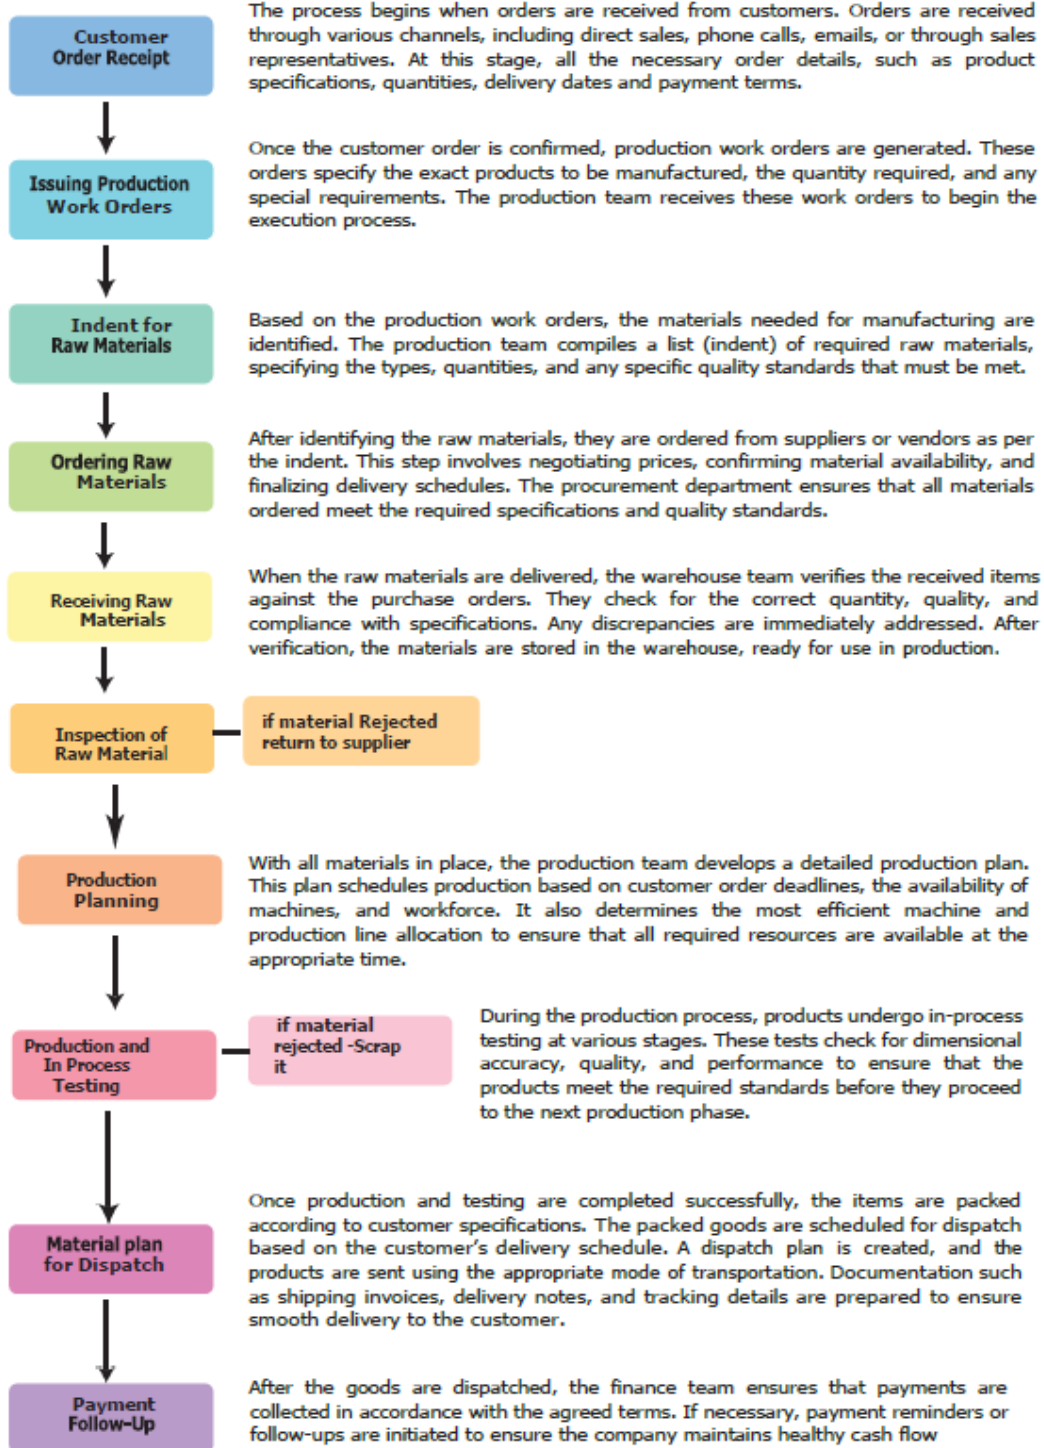 Customer
Order Receipt
The process begins when orders are received from customers. Orders are received
through various channels, including direct sales, phone calls, emails, or through sales
representatives. At this stage, all the necessary order details, such as product
specifications, quantities, delivery dates and payment terms.
Issuing Production
Work Orders
Once the customer order is confirmed, production work orders are generated. These
orders specify the exact products to be manufactured, the quantity required, and any
special requirements. The production team receives these work orders to begin the
execution process.
Indent for
Raw Materials
Based on the production work orders, the materials needed for manufacturing are
identified. The production team compiles a list (indent) of required raw materials,
specifying the types, quantities, and any specific quality standards that must be met.
Ordering Raw
Materials
After identifying the raw materials, they are ordered from suppliers or vendors as per
the indent. This step involves negotiating prices, confirming material availability, and
finalizing delivery schedules. The procurement department ensures that all materials
ordered meet the required specifications and quality standards.
Receiving Raw
Materials
When the raw materials are delivered, the warehouse team verifies the received items
against the purchase orders. They check for the correct quantity, quality, and
compliance with specifications. Any discrepancies are immediately addressed. After
verification, the materials are stored in the warehouse, ready for use in production.
Inspection of
Raw Material
if material Rejected
return to supplier
Production
Planning
With all materials in place, the production team develops a detailed production plan.
This plan schedules production based on customer order deadlines, the availability of
machines, and workforce. It also determines the most efficient machine and
production line allocation to ensure that all required resources are available at the
appropriate time.
Production and
In Process
Testing
if material
rejected -Scrap
it
During the production process, products undergo in-process
testing at various stages. These tests check for dimensional
accuracy, quality, and performance to ensure that the
products meet the required standards before they proceed
to the next production phase.
Material plan
for Dispatch
Once production and testing are completed successfully, the items are packed
according to customer specifications. The packed goods are scheduled for dispatch
based on the customer's delivery schedule. A dispatch plan is created, and the
products are sent using the appropriate mode of transportation. Documentation such
as shipping invoices, delivery notes, and tracking details are prepared to ensure
smooth delivery to the customer.
Payment
Follow-Up
After the goods are dispatched, the finance team ensures that payments are
collected in accordance with the agreed terms. If necessary, payment reminders or
follow-ups are initiated to ensure the company maintains healthy cash flow